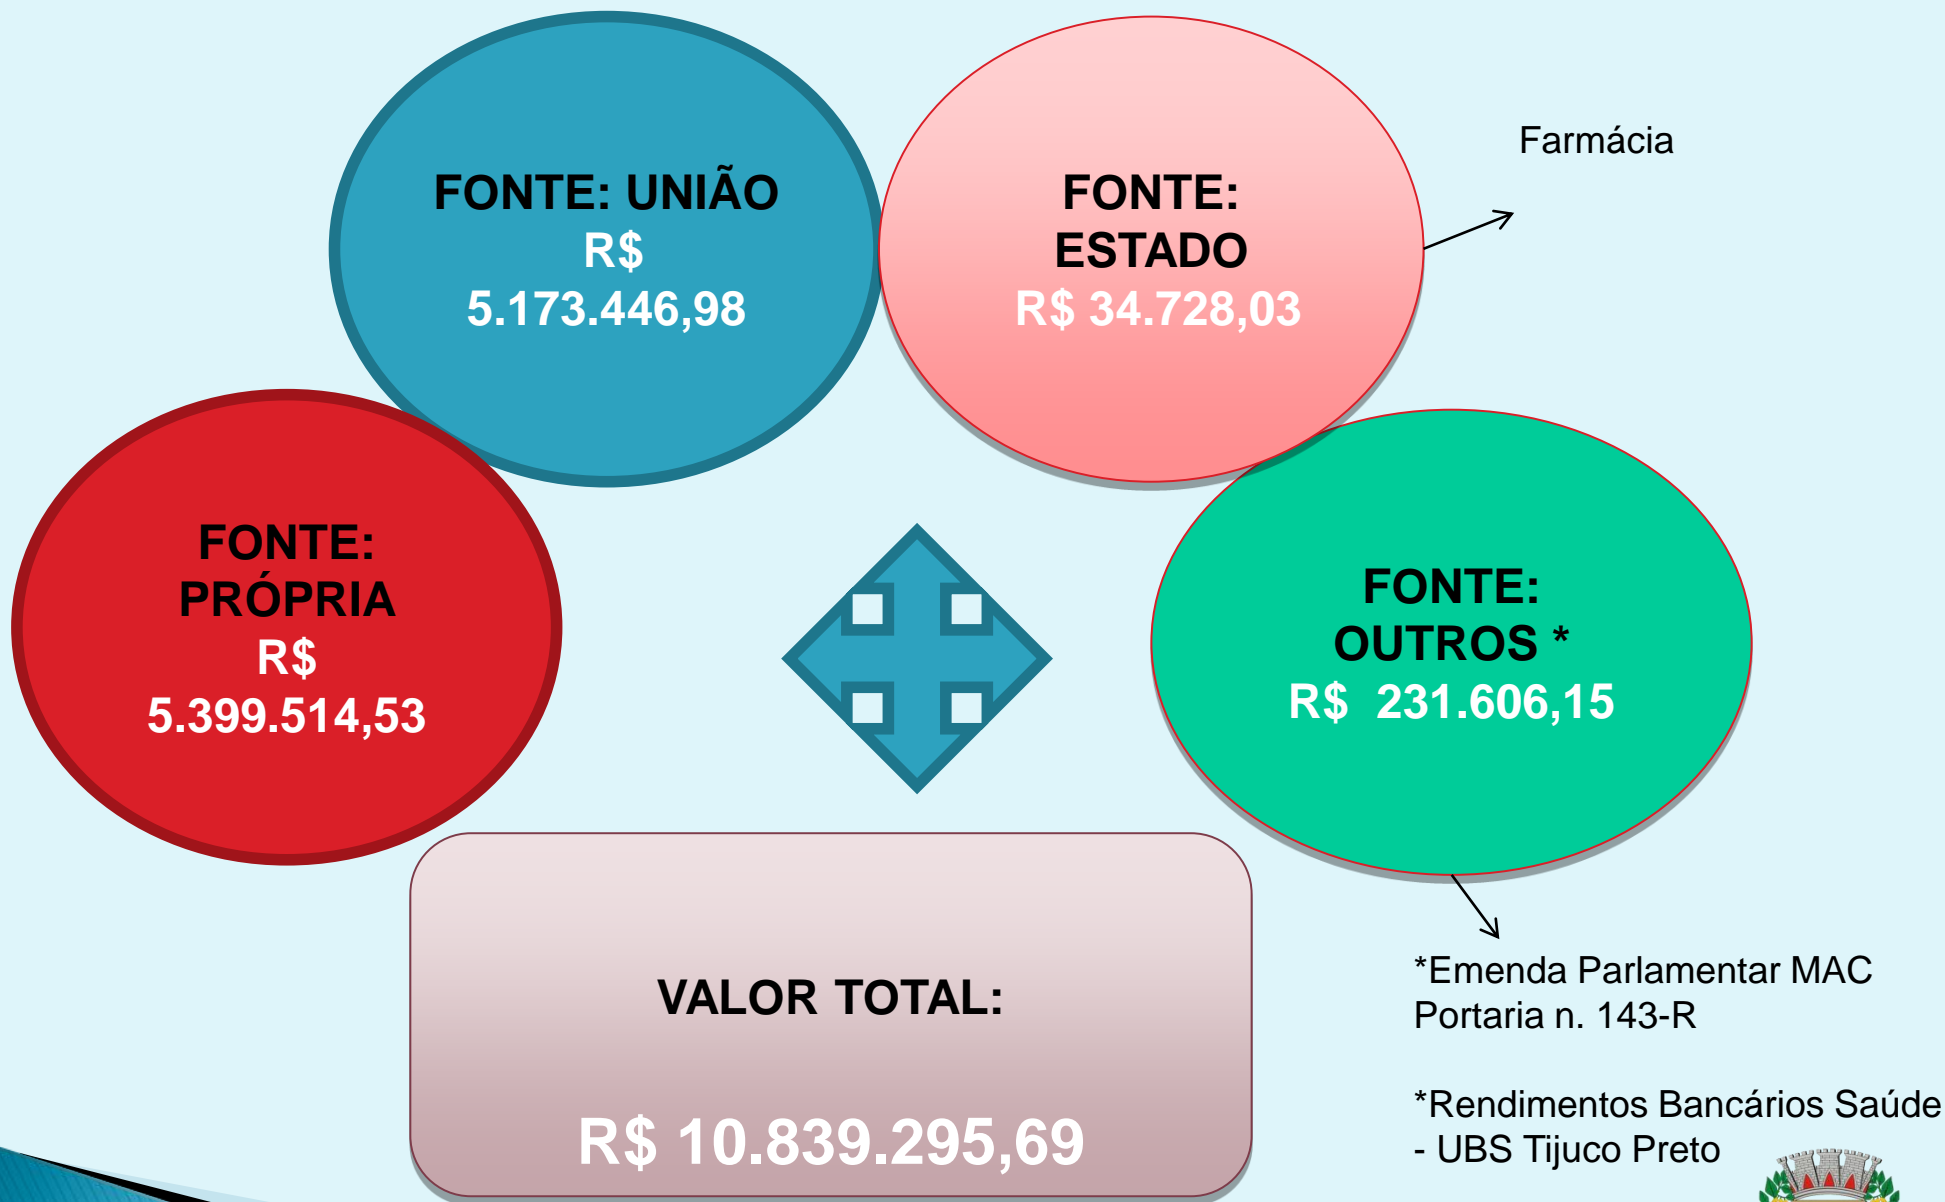 FONTE: UNIÃO
R$
5.173.446,98
FONTE:
ESTADO
R$ 34.728,03
Farmácia
FONTE:
PRÓPRIA
R$
5.399.514,53
FONTE:
OUTROS *
R$ 231.606,15
VALOR TOTAL:
R$ 10.839.295,69
*Emenda Parlamentar MAC
Portaria n. 143-R
*Rendimentos Bancários Saúde
- UBS Tijuco Preto